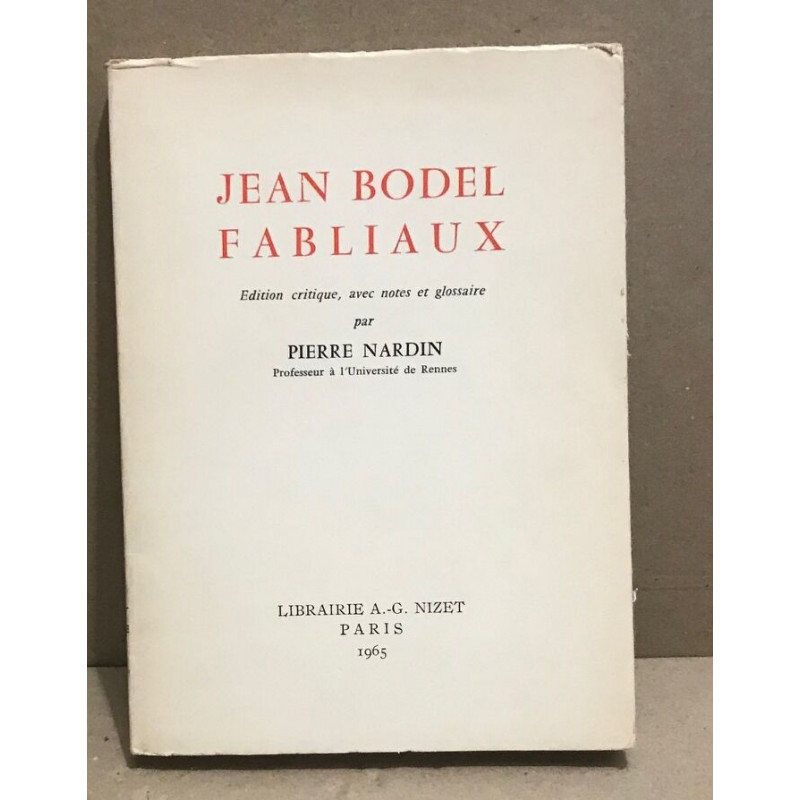 JEAN BODEL
FABLIAUX
Edition critique, avec notes et glossaire
par
PIERRE NARDIN
Professeur à l'Université de Rennes
LIBRAIRIE A.-G. NIZET
PARIS
1965